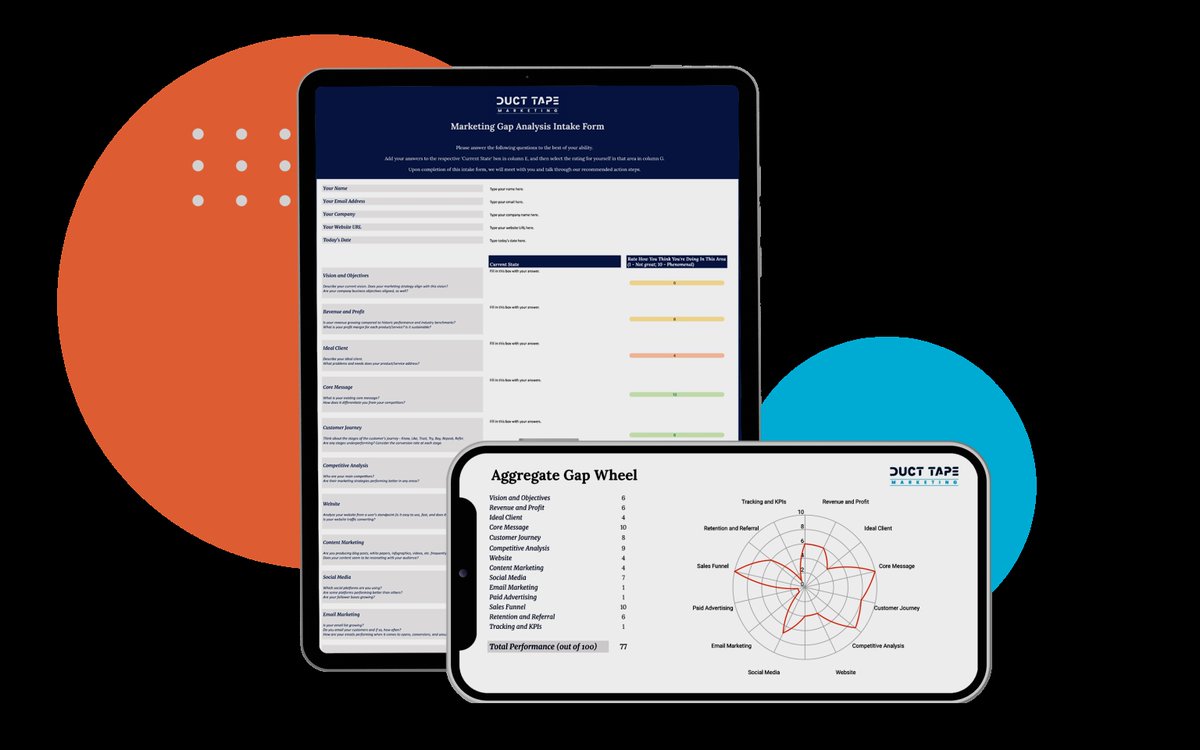 DUCT TAPE
MARKETING
Marketing Gap Analysis Intake Form
Please answer the following questions to the best of your ability.
Add your answers to the respective 'Current State' box in column E, and then select the rating for yourself in that area in column G.
Upon completion of this intake form, we will meet with you and talk through our recommended action steps.
Your Name
Type your name here.
Your Email Address
Type your email here.
Your Company
Type your company name here.
Your Website URL
Type your website URL here.
Today's Date
Type today's date here.
Current State
Rate How You Think You're Doing In This Area
(1 - Not great; 10 - Phenomenal)
Vision and Objectives
Describe your current vision. Does your marketing strategy align with this vision?
Are your company business objectives aligned, as well?
Fill in this box with your answer.
6
Revenue and Profit
Is your revenue growing compared to historic performance and industry benchmarks?
What is your profit margin for each product/service? Is it sustainable?
Fill in this box with your answer.
Ideal Client
Describe your ideal client.
What problems and needs does your product/service address?
Fill in this box with your answer.
4
Core Message
What is your existing core message?
How does it differentiate you from your competitors?
Fill in this box with your answers.
10
Customer Journey
Think about the stages of the customer's journey - Know, Like, Trust, Try, Buy, Repeat, Refer.
Are any stages underperforming? Consider the conversion rate at each stage.
Fill in this box with your answers.
Competitive Analysis
Who are your main competitors?
Are their marketing strategies performing better in any areas?
Website
Analyze your website from a user's standpoint (is it easy to use, fast, and does it
Is your website traffic converting?
Content Marketing
Are you producing blog posts, white papers, infographics, videos, etc. frequently
Does your content seem to be resonating with your audience?
Social Media
Which social platforms are you using?
Are some platforms performing better than others?
Are your follower bases growing?
Email Marketing
Is your email list growing?
Do you email your customers and if so, how often?
How are your emails performing when it comes to opens, conversions, and
Aggregate Gap Wheel
DUCT TAPE
MARKETING
Vision and Objectives 6
Revenue and Profit 6
Ideal Client 4
Core Message 10
Customer Journey 8
Competitive Analysis 9
Website 4
Content Marketing 4
Social Media 7
Email Marketing 1
Paid Advertising 1
Sales Funnel 10
Retention and Referral 6
Tracking and KPIs 1
Total Performance (out of 100) 77
Tracking and KPIs
Revenue and Profit
10
8
6
4
2
0
Retention and Referral
Ideal Client
Sales Funnel
Core Message
Paid Advertising
Customer Journey
Email Marketing
Competitive Analysis
Social Media
Website